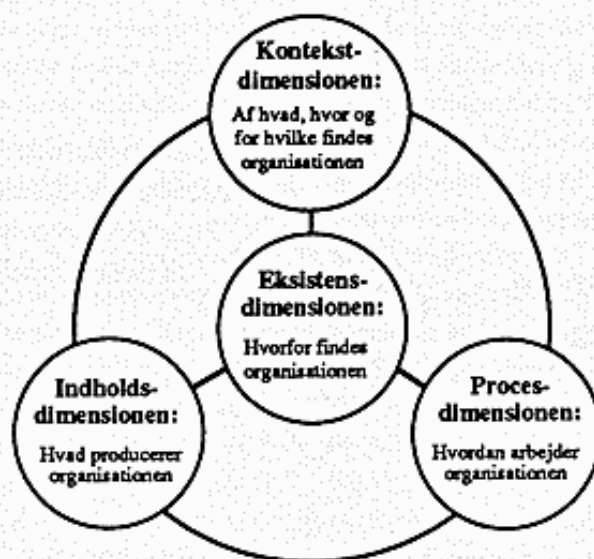 Kontekst-
dimensionen:
Af hvad, hvor og
for hvilke findes
organisationen
Eksistens-
dimensionen:
Hvorfor findes
organisationen
Indholds-
dimensionen:
Hvad producerer
organisationen
Proces-
dimensionen:
Hvordan arbejder
organisationen